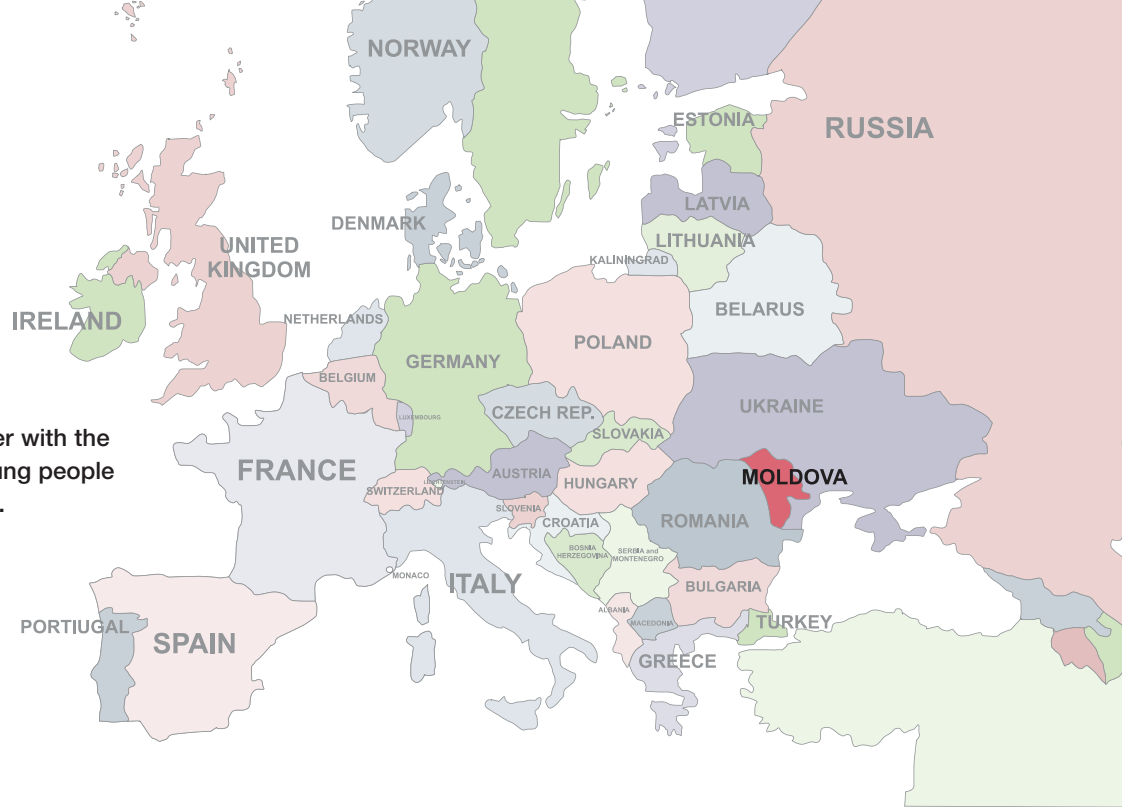 NORWAY
ESTONIA
RUSSIA
LATVIA
DENMARK
LITHUANIA
UNITED
KINGDOM
KALININGRAD
BELARUS
IRELAND
NETHERLANDS
POLAND
GERMANY
BELGIUM
UKRAINE
LUXEMBOURG
CZECH REP.
SLOVAKIA
er with the
ung people
.
FRANCE
SWITZERLAND
LIECHTENSTEIN
AUSTRIA
HUNGARY
MOLDOVA
SLOVENIA
CROATIA
ROMANIA
BOSNIA
HERZEGOVINA
SERBIA and
MONTENEGRO
MONACO
ITALY
BULGARIA
ALBANIA
MACEDONIA
TURKEY
PORTIUGAL
SPAIN
GREECE